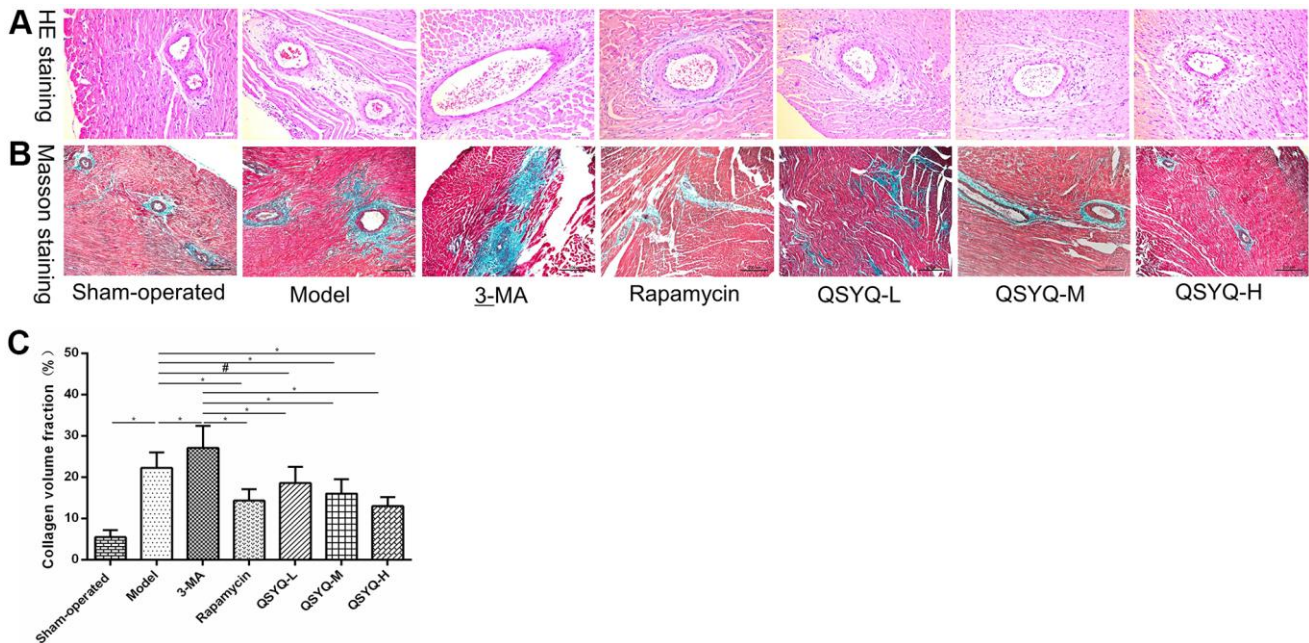 A
HE staining
B
Masson staining
Sham-operated
Model
3-MA
Rapamycin
QSYQ-L
QSYQ-M
QSYQ-H
C
Collagen volume fraction (%)
50
40
30
20
10
0
*
*
#
*
*
*
*
* * *
Sham-operated
Model
3-MA
Rapamycin
QSYQ-L
QSYQ-M
QSYQ-H